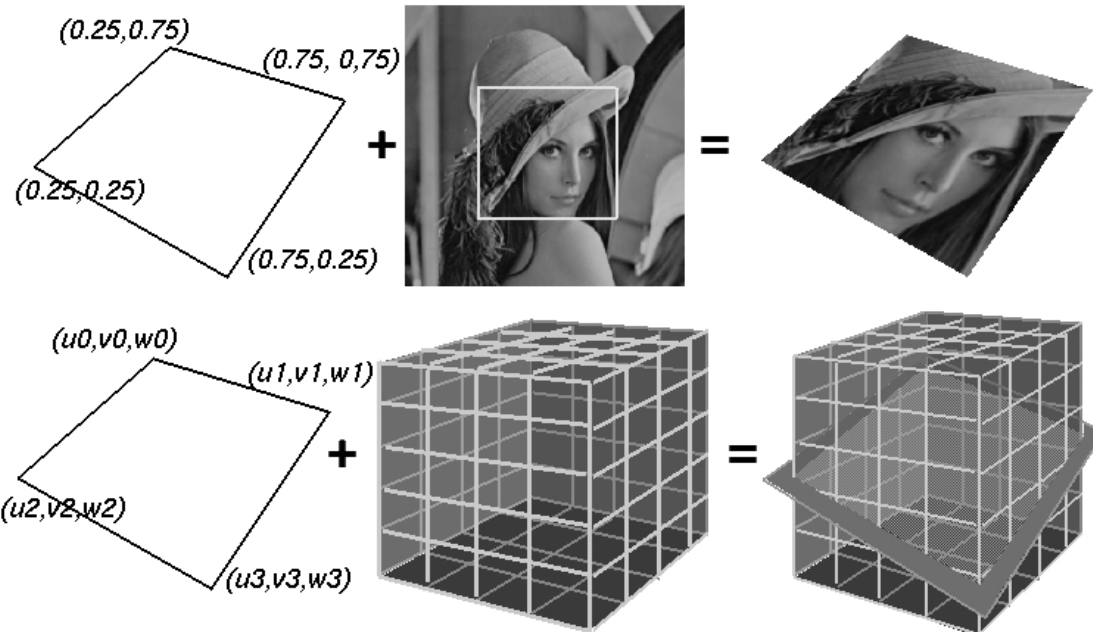 (0.25,0.75)
(0.75, 0,75)
+
=
(0.25,0.25)
(0.75,0.25)
(u0,v0,w0)
(u1,v1,w1)
+
=
(u2,v2,w2)
(u3,v3,w3)